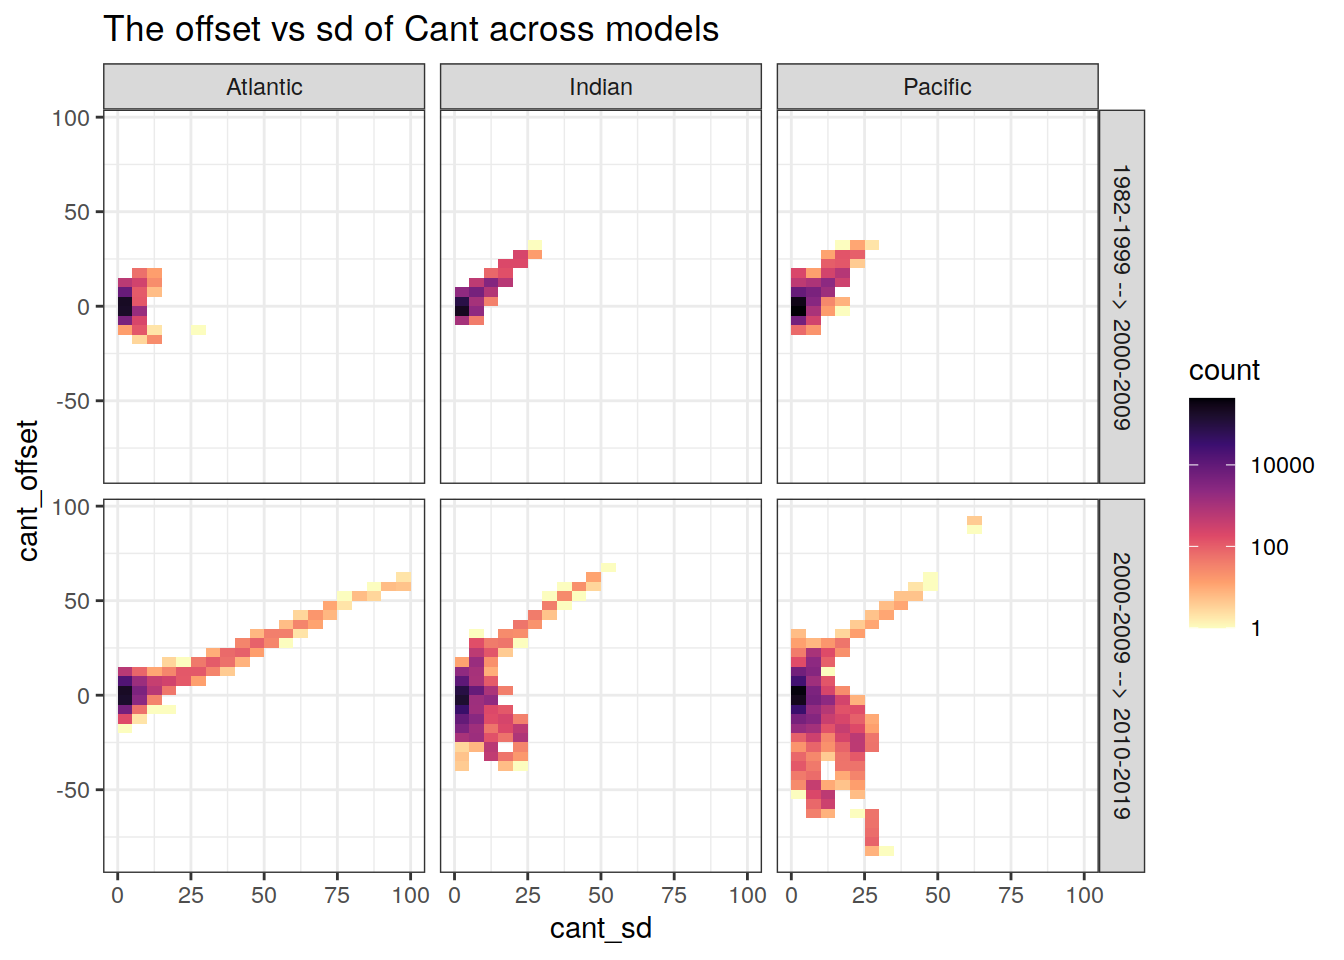 The offset vs sd of Cant across models
Atlantic
Indian
Pacific
100
50
0
-50
1982-1999 --> 2000-2009
100
50
0
-50
2000-2009 --> 2010-2019
cant_offset
0 25 50 75 100
0 25 50 75 100
0 25 50 75 100
cant_sd
count
10000
100
1